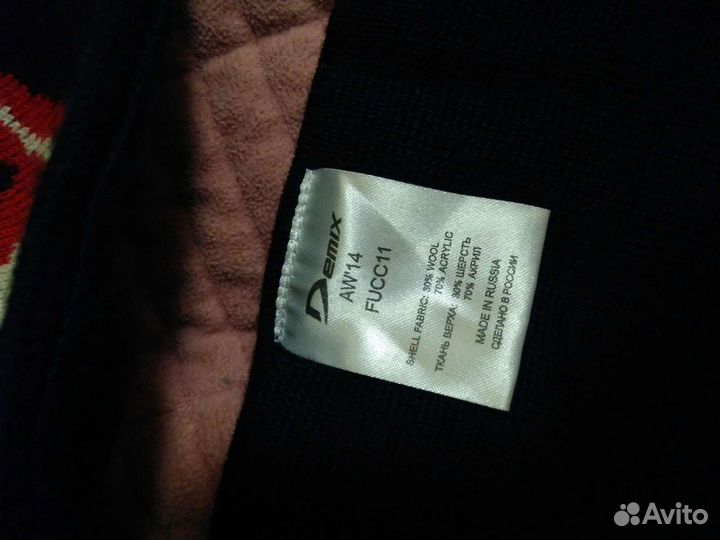 Demix
AW'14
FUCC11
SHELL FABRIC: 30% WOOL
70% ACRYLIC
ТКАНЬ ВЕРХА: 30% ШЕРСТЬ
70% АКРИЛ
MADE IN RUSSIA
СДЕЛАНО В РОССИИ
Avito